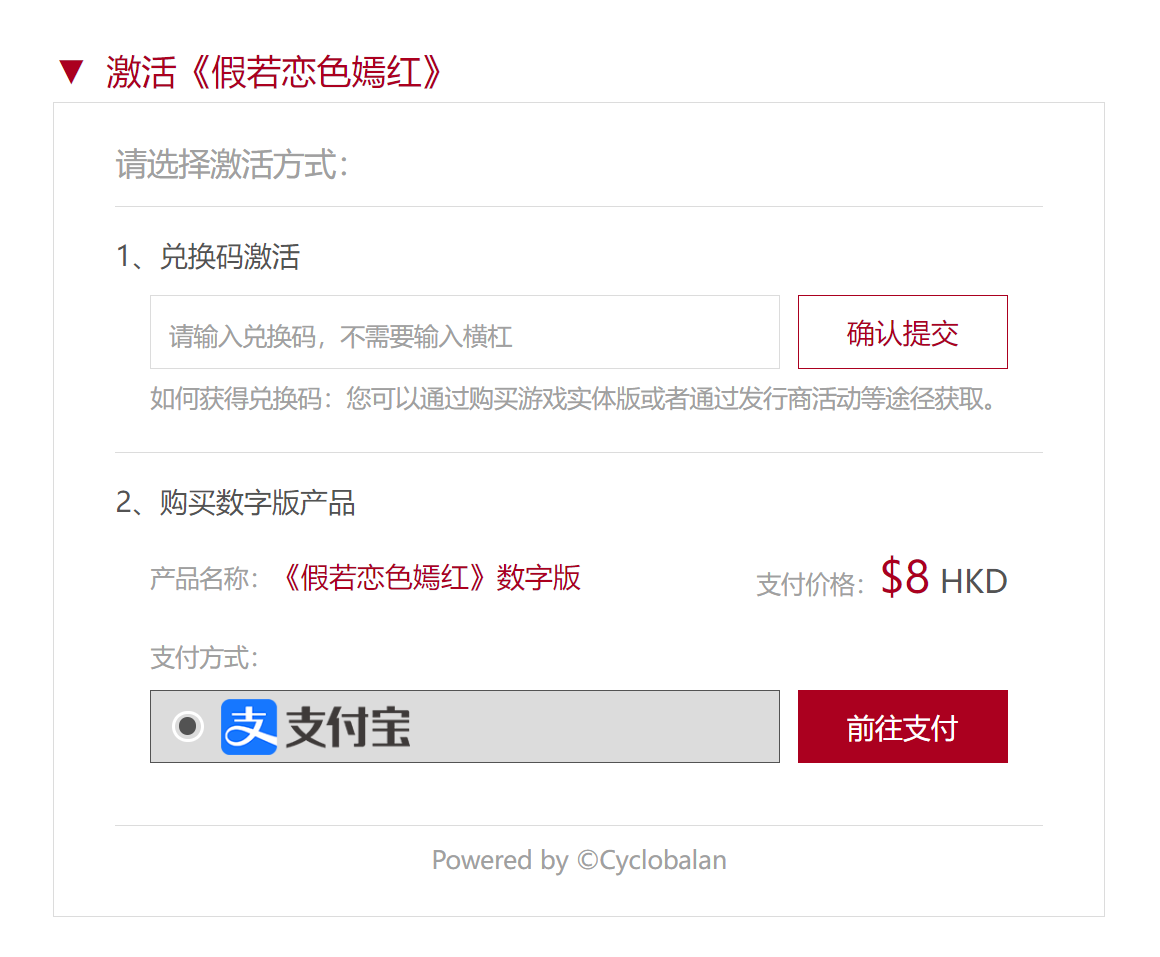 ▼ 激活《假若恋色嫣红》
请选择激活方式：
1、兑换码激活
请输入兑换码，不需要输入横杠
确认提交
如何获得兑换码：您可以通过购买游戏实体版或者通过发行商活动等途径获取。
2、购买数字版产品
产品名称：《假若恋色嫣红》数字版
支付价格：$8 HKD
支付方式：
支 支付宝
前往支付
Powered by ©Cyclobalan